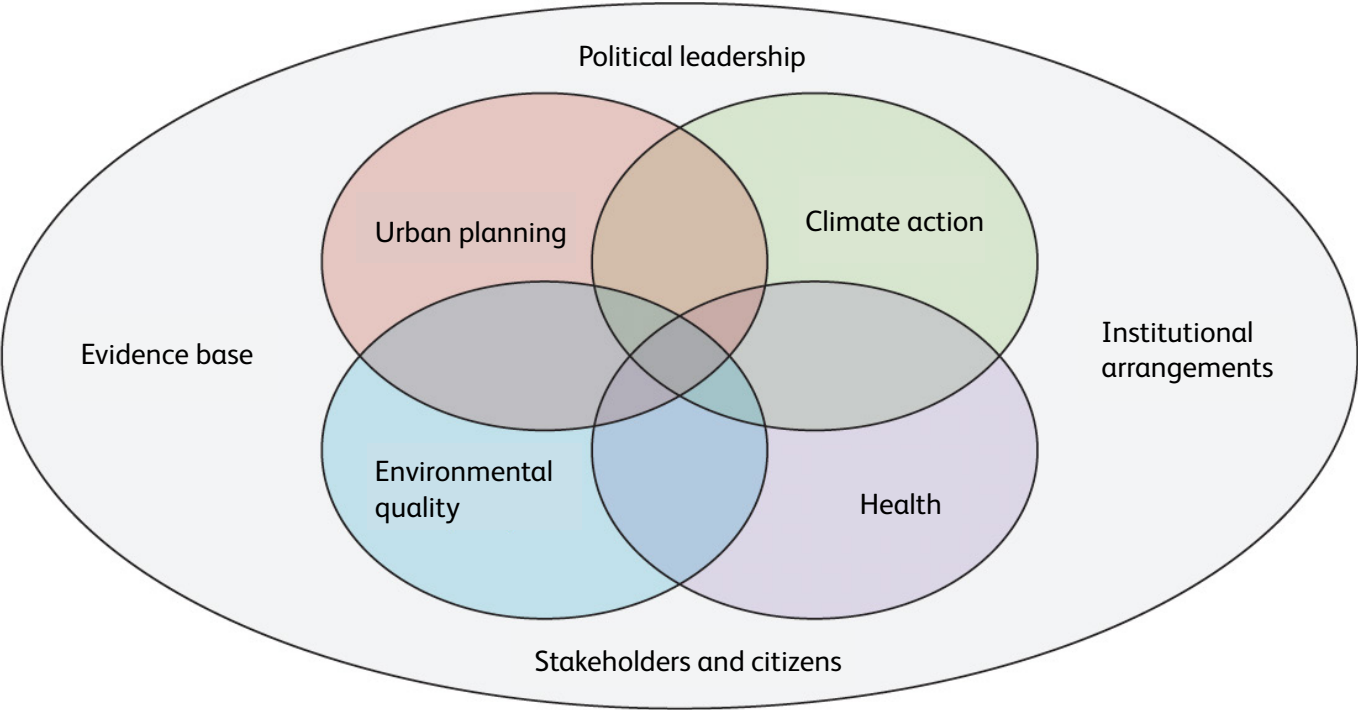 Political leadership
Urban planning
Climate action
Evidence base
Institutional
arrangements
Environmental
quality
Health
Stakeholders and citizens